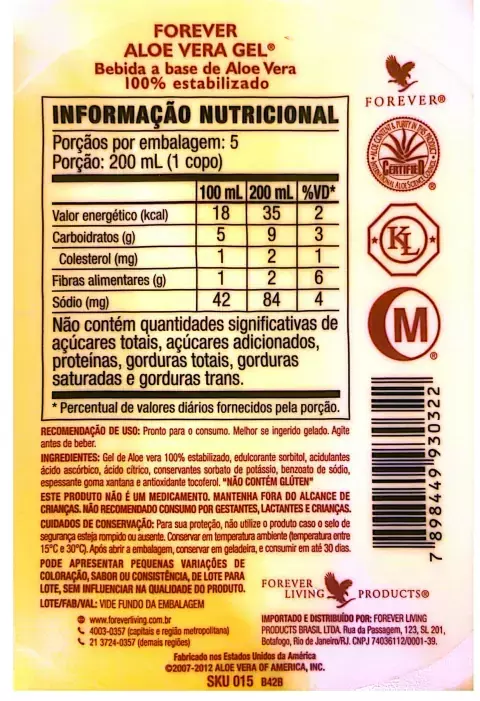 FOREVER
ALOE VERA GEL®
Bebida a base de Aloe Vera
100% estabilizado
INFORMAÇÃO NUTRICIONAL
Porçãos por embalagem: 5
Porção: 200 mL (1 copo)
100 mL 200 mL %VD*
Valor energético (kcal) 18 35 2
Carboidratos (g) 5 9 3
Colesterol (mg) 1 2 1
Fibras alimentares (g) 1 2 6
Sódio (mg) 42 84 4
Não contém quantidades significativas de
açúcares totais, açúcares adicionados,
proteínas, gorduras totais, gorduras
saturadas e gorduras trans.
* Percentual de valores diários fornecidos pela porção.
RECOMENDAÇÃO DE USO: Pronto para o consumo. Melhor se ingerido gelado. Agite
antes de beber.
INGREDIENTES: Gel de Aloe vera 100% estabilizado, edulcorante sorbitol, acidulantes
ácido ascórbico, ácido cítrico, conservantes sorbato de potássio, benzoato de sódio,
espessante goma xantana e antioxidante tocoferol. "NÃO CONTÉM GLÚTEN"
ESTE PRODUTO NÃO É UM MEDICAMENTO. MANTENHA FORA DO ALCANCE DE
CRIANÇAS. NÃO RECOMENDADO CONSUMO POR GESTANTES, LACTANTES E CRIANÇAS.
CUIDADOS DE CONSERVAÇÃO: Para sua proteção, não utilize o produto caso o selo de
segurança esteja rompido ou ausente. Conservar em temperatura ambiente (temperatura entre
15°C e 30°C). Após abrir a embalagem, conservar em geladeira, e consumir em até 30 dias.
PODE APRESENTAR PEQUENAS VARIAÇÕES DE
COLORAÇÃO, SABOR OU CONSISTÊNCIA, DE LOTE PARA
LOTE, SEM INFLUENCIAR NA QUALIDADE DO PRODUTO.
LOTE/FAB/VAL: VIDE FUNDO DA EMBALAGEM
www.foreverliving.com.br
4003-0357 (capitais e região metropolitana)
21 3724-0357 (demais regiões)
FOREVER®
ALOE CONTENT & PURITY IN THIS PRODUCT
CERTIFIED
INTERNATIONAL ALOE SCIENCE COUNCIL
®
KL
M
®
7 898449 930322
FOREVER
LIVING PRODUCTS®
IMPORTADO E DISTRIBUÍDO POR: FOREVER LIVING
PRODUCTS BRASIL LTDA. Rua da Passagem, 123, SL 201,
Botafogo, Rio de Janeiro/RJ. CNPJ 74036112/0001-39.
Fabricado nos Estados Unidos da América
©2007-2012 ALOE VERA OF AMERICA, INC.
SKU 015 B42B